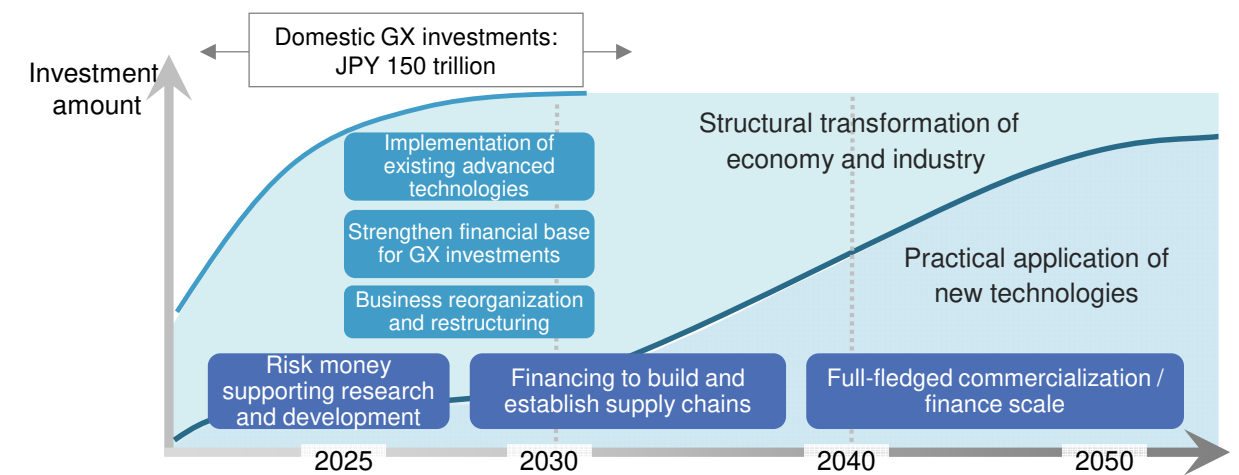 Domestic GX investments:
JPY 150 trillion
Investment
amount
Structural transformation of
economy and industry
Implementation of
existing advanced
technologies
Strengthen financial base
for GX investments
Business reorganization
and restructuring
Practical application of
new technologies
Risk money
supporting research
and development
Financing to build and
establish supply chains
Full-fledged commercialization /
finance scale
2025
2030
2040
2050